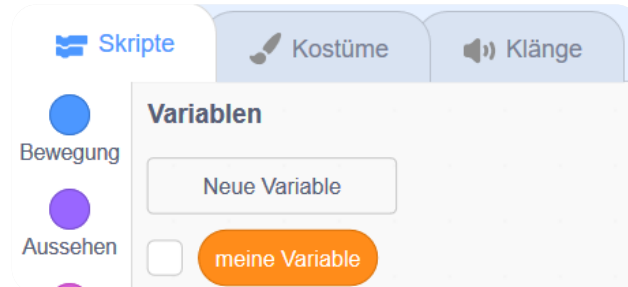 Skripte
Kostüme
Klänge
Bewegung
Aussehen
Variablen
Neue Variable
meine Variable